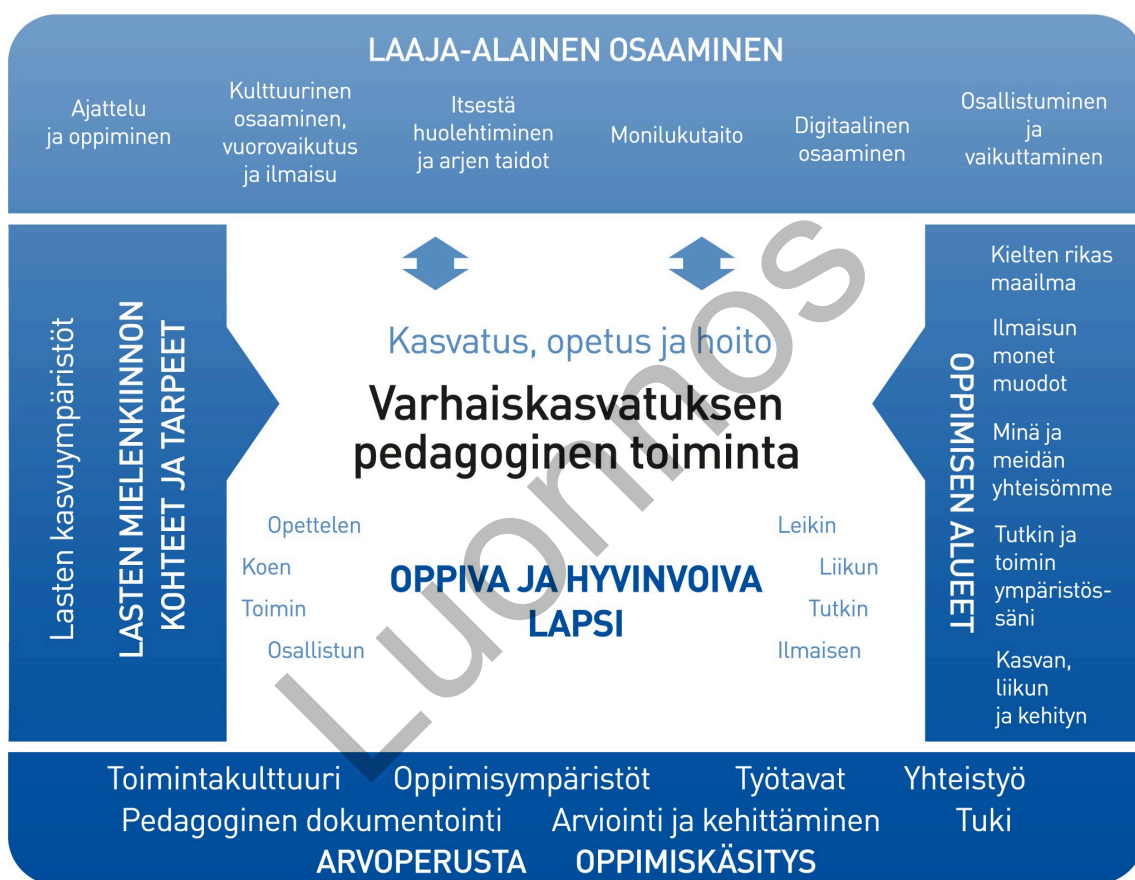 LAAJA-ALAINEN OSAAMINEN
Ajattelu
ja oppiminen
Kulttuurinen
osaaminen,
vuorovaikutus
ja ilmaisu
Itsestä
huolehtiminen
ja arjen taidot
Monilukutaito
Digitaalinen
osaaminen
Osallistuminen
ja
vaikuttaminen
Lasten kasvuympäristöt
LASTEN MIELENKIINNON
KOHTEET JA TARPEET
Kasvatus, opetus ja hoito
Varhaiskasvatuksen
pedagoginen toiminta
Opettelen
Koen
Toimin
Osallistun
OPPIVA JA HYVINVOIVA
LAPSI
Leikin
Liikun
Tutkin
Ilmaisen
OPPIMISEN ALUEET
Kielten rikas
maailma
Ilmaisun
monet
muodot
Minä ja
meidän
yhteisömme
Tutkin ja
toimin
ympäristös-
säni
Kasvan,
liikun
ja kehityn
Toimintakulttuuri Oppimisympäristöt Työtavat Yhteistyö
Pedagoginen dokumentointi Arviointi ja kehittäminen Tuki
ARVOPERUSTA OPPIMISKÄSITYS
Luonnos